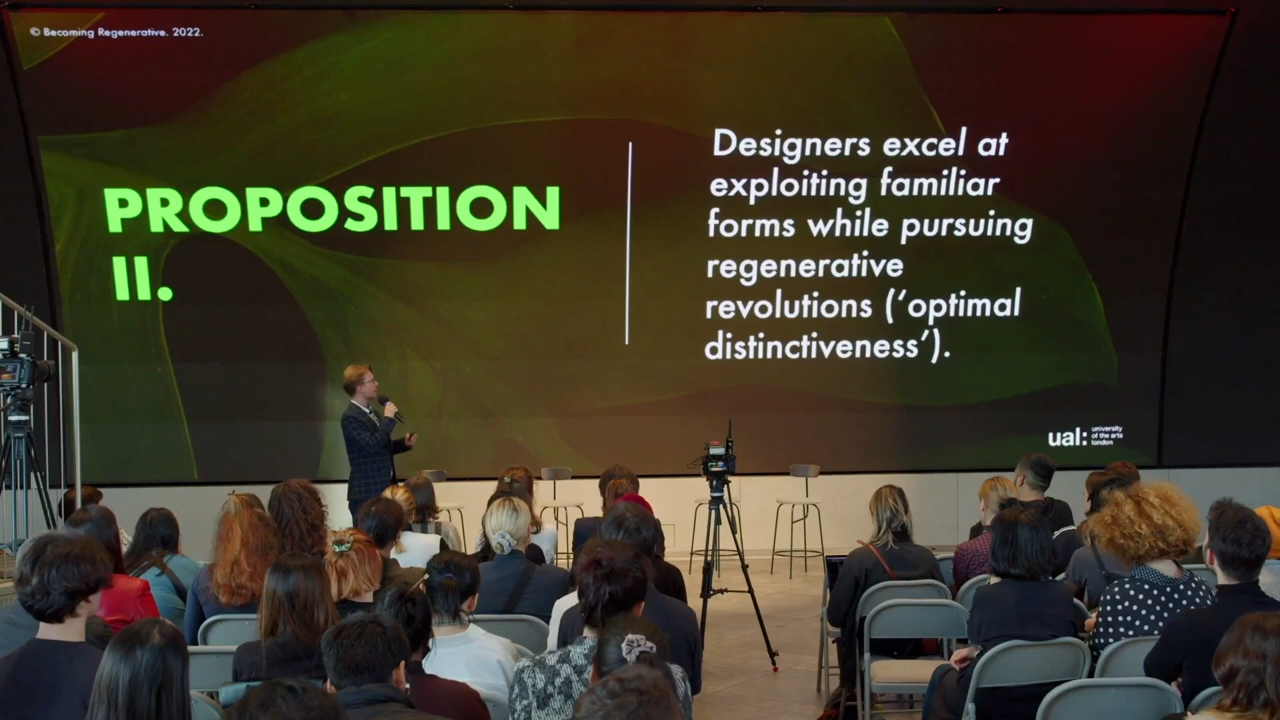 © Becoming Regenerative. 2022.
PROPOSITION
II.
Designers excel at
exploiting familiar
forms while pursuing
regenerative
revolutions (‘optimal
distinctiveness’).
ual:
university
of the arts
london